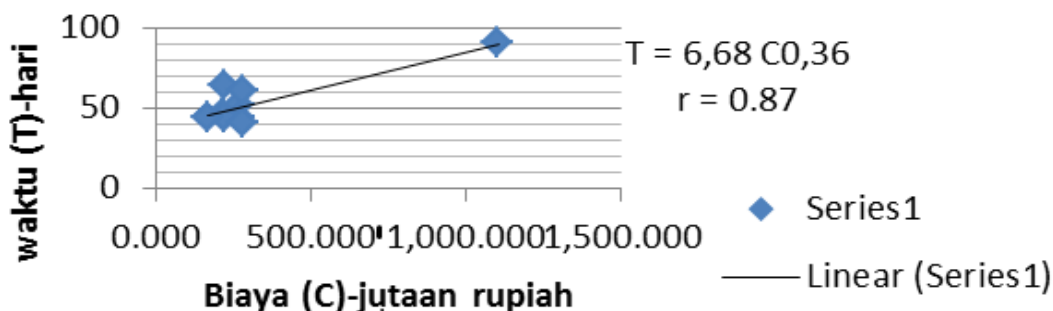 100
50
0
waktu (T)-hari
0.000 500.000 1,000.000 1,500.000
Biaya (C)-jutaan rupiah
T = 6,68 C0,36
r = 0.87
Series1
Linear (Series1)